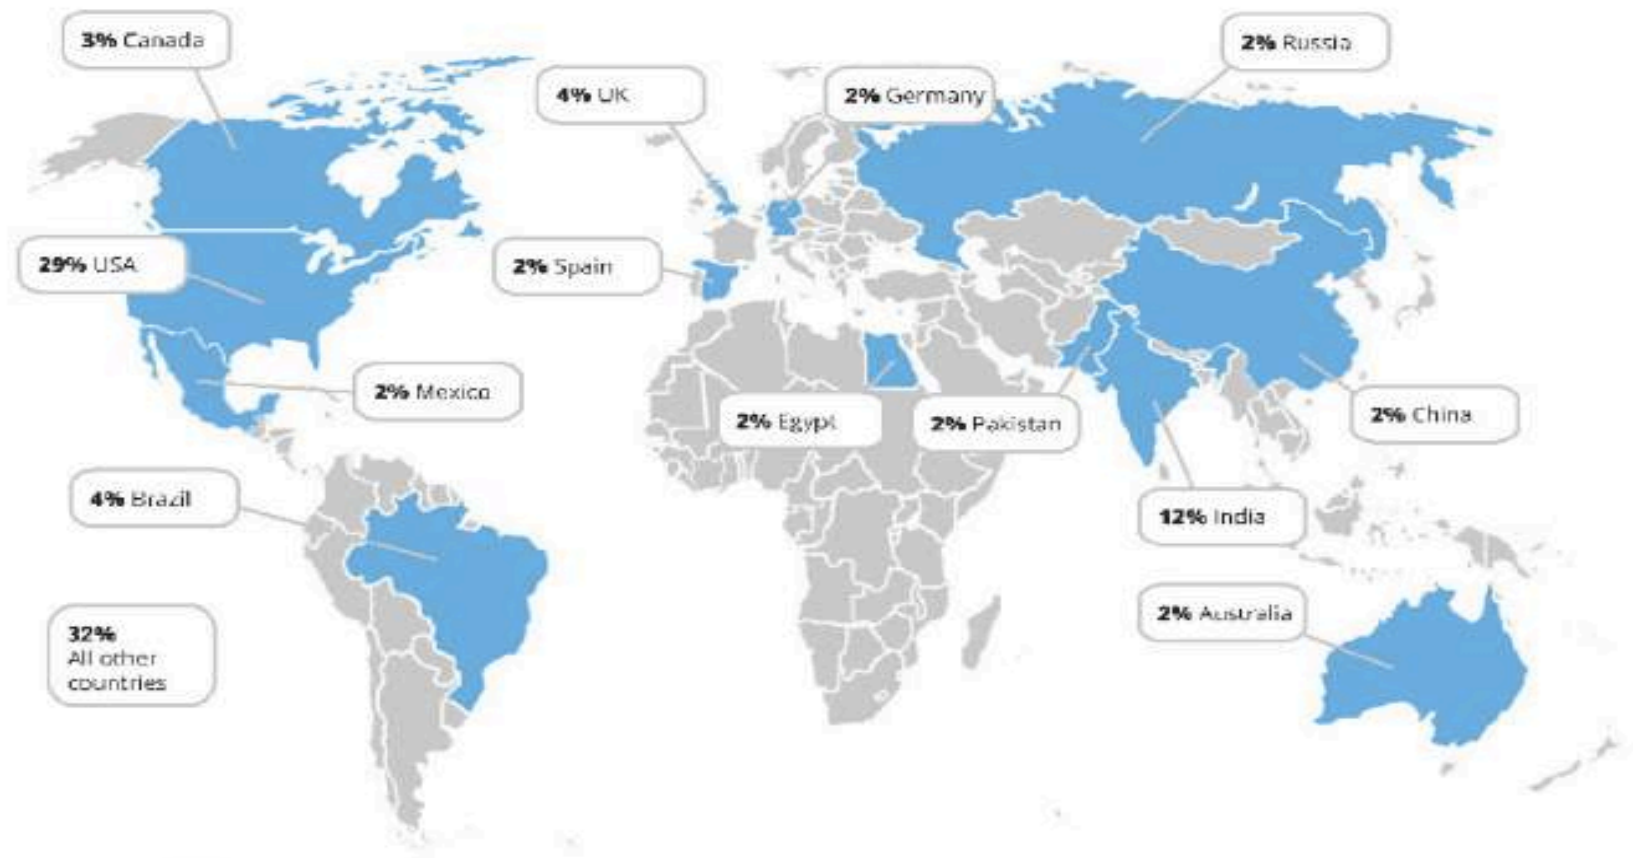 3% Canada
2% Russia
4% UK
2% Germany
29% USA
2% Spain
2% Mexico
2% Egypt
2% Pakistan
2% China
4% Brazil
12% India
2% Australia
32%
All other
countries